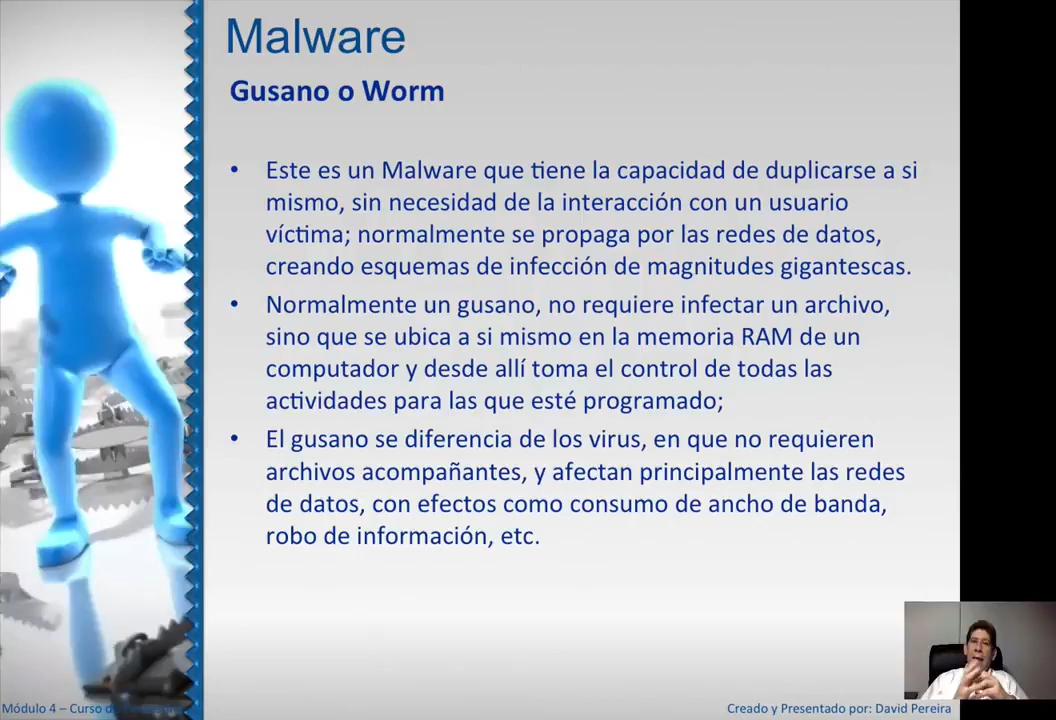 Malware
Gusano o Worm
• Este es un Malware que tiene la capacidad de duplicarse a si
mismo, sin necesidad de la interacción con un usuario
víctima; normalmente se propaga por las redes de datos,
creando esquemas de infección de magnitudes gigantescas.
• Normalmente un gusano, no requiere infectar un archivo,
sino que se ubica a si mismo en la memoria RAM de un
computador y desde allí toma el control de todas las
actividades para las que esté programado;
• El gusano se diferencia de los virus, en que no requieren
archivos acompañantes, y afectan principalmente las redes
de datos, con efectos como consumo de ancho de banda,
robo de información, etc.
Módulo 4 – Curso
Creado y Presentado por: David Pereira